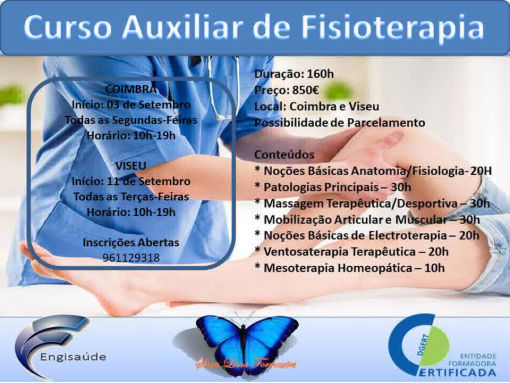 Curso Auxiliar de Fisioterapia
COIMBRA
Início: 03 de Setembro
Todas as Segundas-Feiras
Horário: 10h-19h
VISEU
Início: 11 de Setembro
Todas as Terças-Feiras
Horário: 10h-19h
Inscrições Abertas
961129318
Duração: 160h
Preço: 850€
Local: Coimbra e Viseu
Possibilidade de Parcelamento
Conteúdos
* Noções Básicas Anatomia/Fisiologia- 20H
* Patologias Principais – 30h
* Massagem Terapêutica/Desportiva – 30h
* Mobilização Articular e Muscular – 30h
* Noções Básicas de Electroterapia – 20h
* Ventosaterapia Terapêutica – 20h
* Mesoterapia Homeopática – 10h
Engisaúde
Formações
DGERT
ENTIDADE
FORMADORA
CERTIFICADA